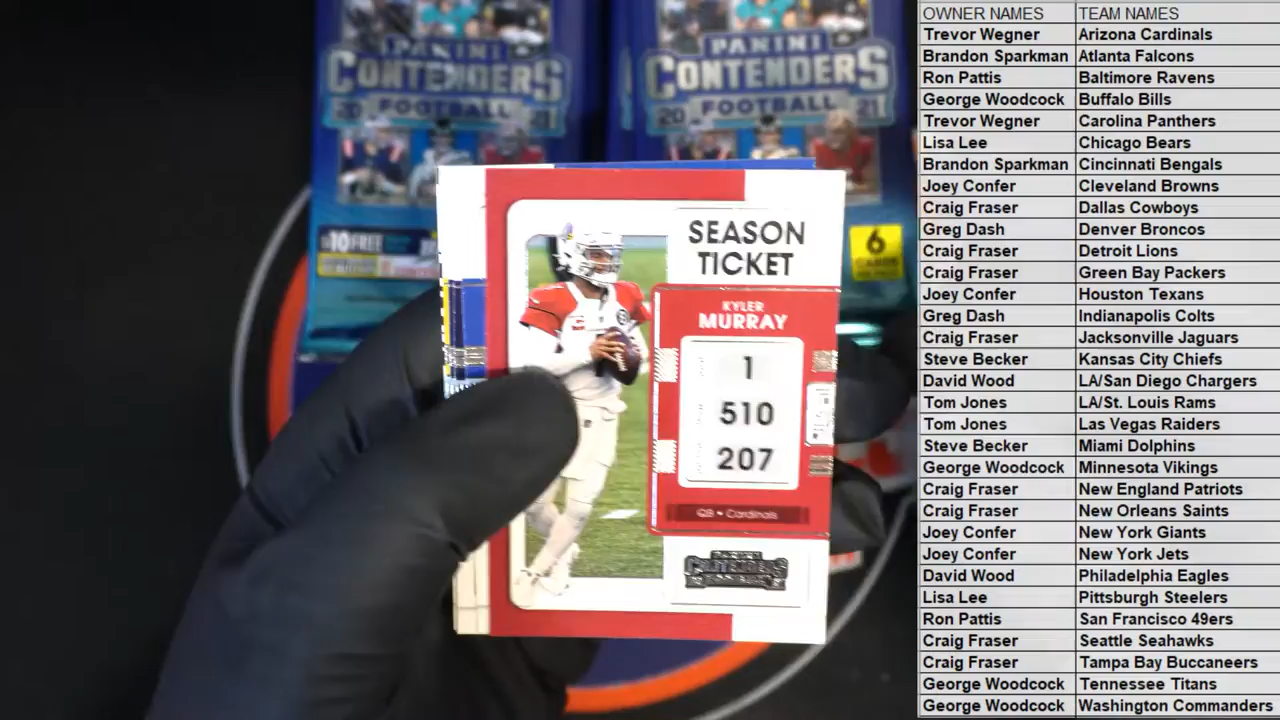 PANINI
CONTENDERS
20 FOOTBALL 21
PANINI
CONTENDERS
20 FOOTBALL 21
10 FREE
6
CARDS
SEASON
TICKET
KYLER
MURRAY
1
510
207
QB • Cardinals
PANINI
CONTENDERS
OWNER NAMES TEAM NAMES
Trevor Wegner Arizona Cardinals
Brandon Sparkman Atlanta Falcons
Ron Pattis Baltimore Ravens
George Woodcock Buffalo Bills
Trevor Wegner Carolina Panthers
Lisa Lee Chicago Bears
Brandon Sparkman Cincinnati Bengals
Joey Confer Cleveland Browns
Craig Fraser Dallas Cowboys
Greg Dash Denver Broncos
Craig Fraser Detroit Lions
Craig Fraser Green Bay Packers
Joey Confer Houston Texans
Greg Dash Indianapolis Colts
Craig Fraser Jacksonville Jaguars
Steve Becker Kansas City Chiefs
David Wood LA/San Diego Chargers
Tom Jones LA/St. Louis Rams
Tom Jones Las Vegas Raiders
Steve Becker Miami Dolphins
George Woodcock Minnesota Vikings
Craig Fraser New England Patriots
Craig Fraser New Orleans Saints
Joey Confer New York Giants
Joey Confer New York Jets
David Wood Philadelphia Eagles
Lisa Lee Pittsburgh Steelers
Ron Pattis San Francisco 49ers
Craig Fraser Seattle Seahawks
Craig Fraser Tampa Bay Buccaneers
George Woodcock Tennessee Titans
George Woodcock Washington Commanders